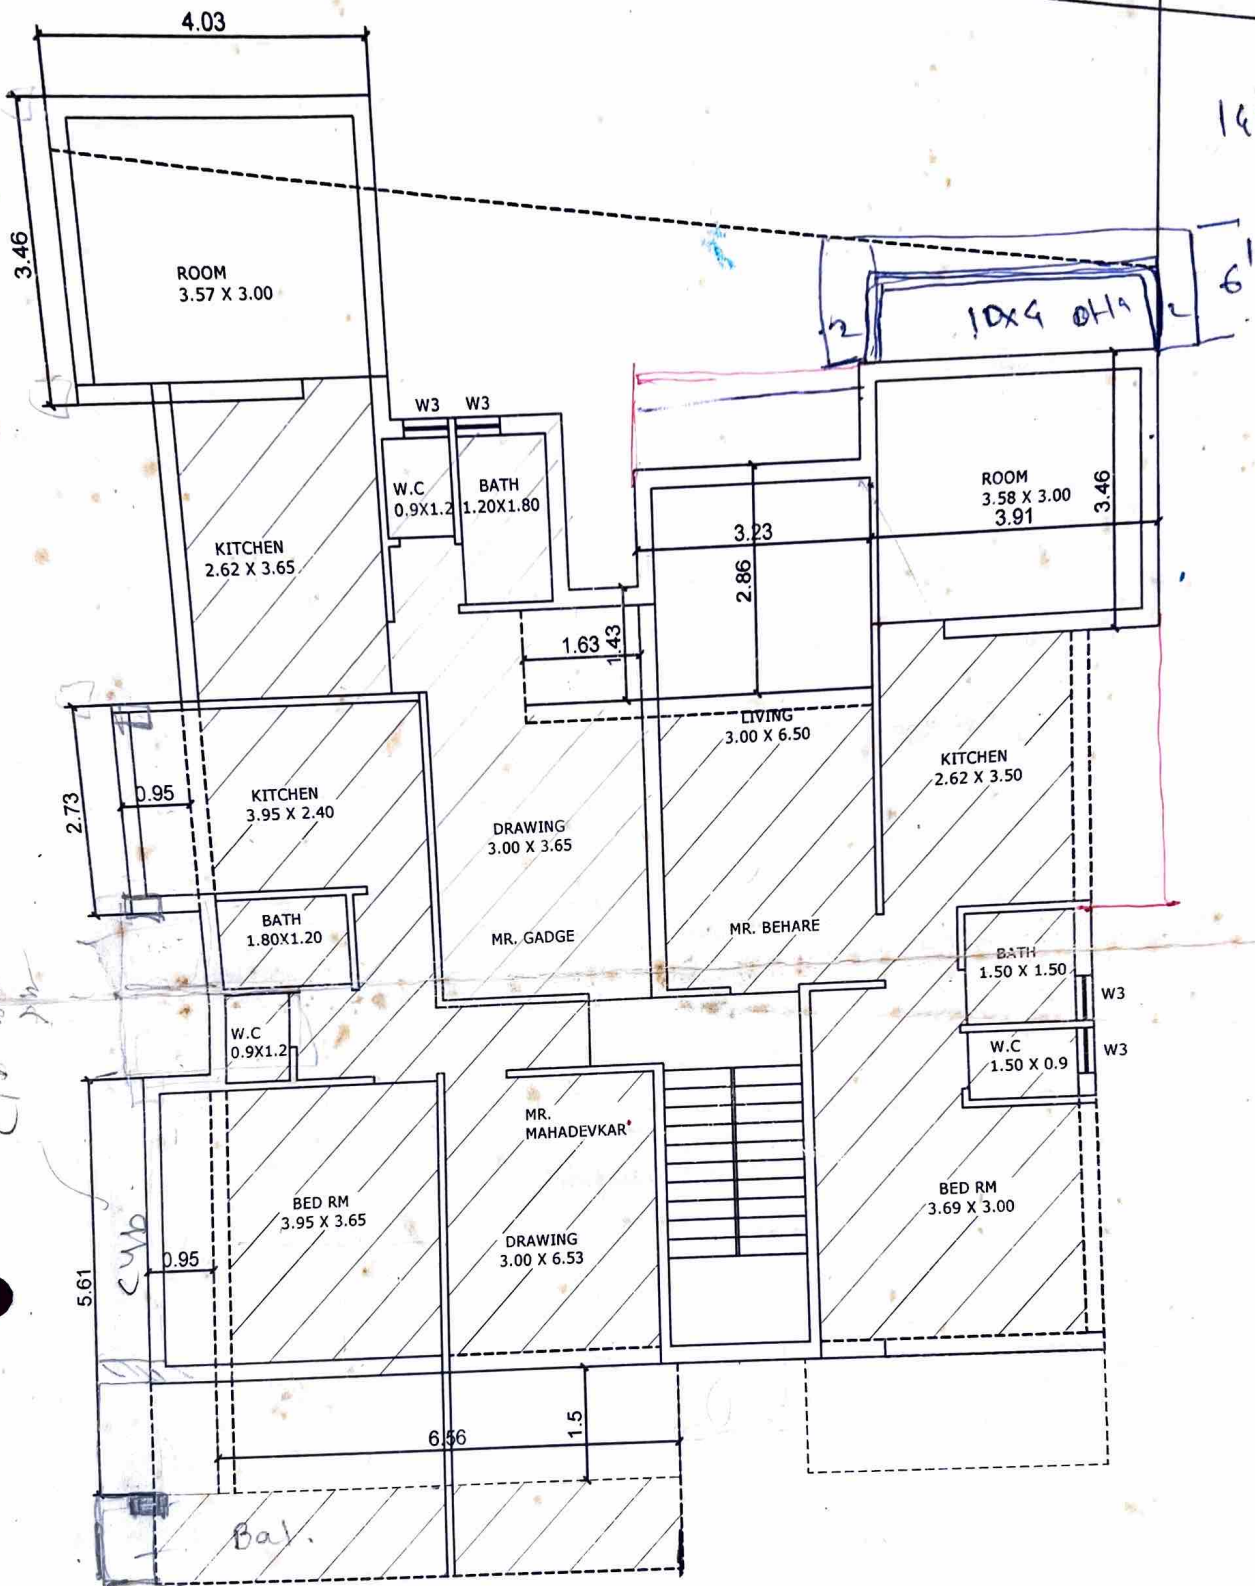 4.03
14
3.46
ROOM
3.57 X 3.00
6'
2
10x4 otta
2
W3 W3
W.C
0.9X1.2
BATH
1.20X1.80
ROOM
3.58 X 3.00
3.91
3.46
3.23
2.86
KITCHEN
2.62 X 3.65
1.63
1.43
LIVING
3.00 X 6.50
KITCHEN
2.62 X 3.50
2.73
0.95
KITCHEN
3.95 X 2.40
DRAWING
3.00 X 3.65
BATH
1.80X1.20
MR. GADGE
MR. BEHARE
BATH
1.50 X 1.50
W3
W.C
0.9X1.2
W.C
1.50 X 0.9
W3
MR.
MAHADEVKAR
BED RM
3.95 X 3.65
BED RM
3.69 X 3.00
DRAWING
3.00 X 6.53
cup
0.95
5.61
1.5
6.56
Bal.